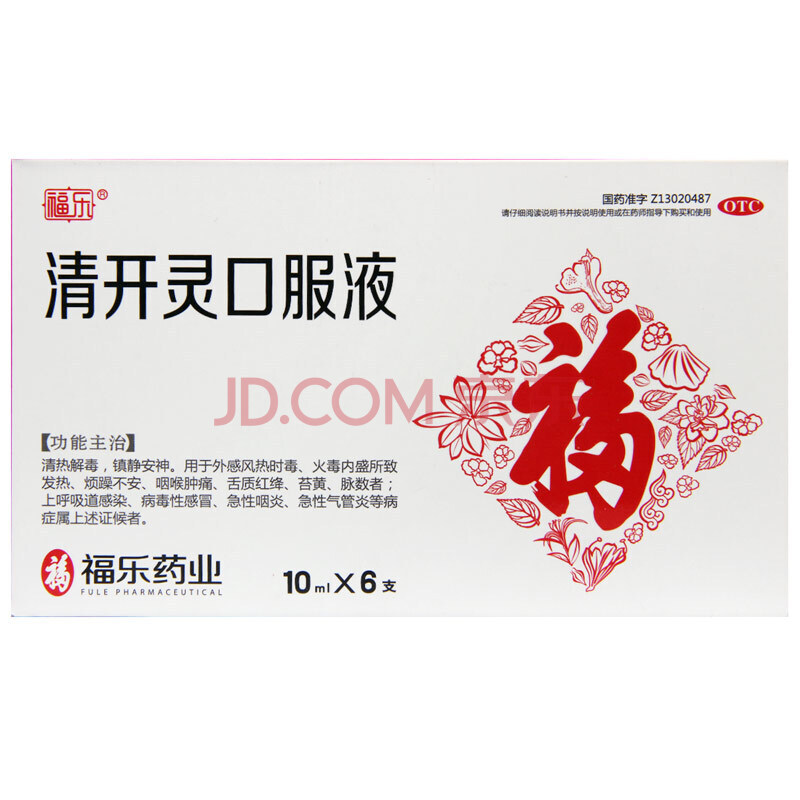 福乐®
国药准字 Z13020487
请仔细阅读说明书并按说明使用或在药师指导下购买和使用
OTC
清开灵口服液
JD.COM 京东
福
【功能主治】
清热解毒，镇静安神。用于外感风热时毒、火毒内盛所致
发热、烦躁不安、咽喉肿痛、舌质红绛、苔黄、脉数者；
上呼吸道感染、病毒性感冒、急性咽炎、急性气管炎等病
症属上述证候者。
福
福乐药业
FULE PHARMACEUTICAL
10ml X 6支